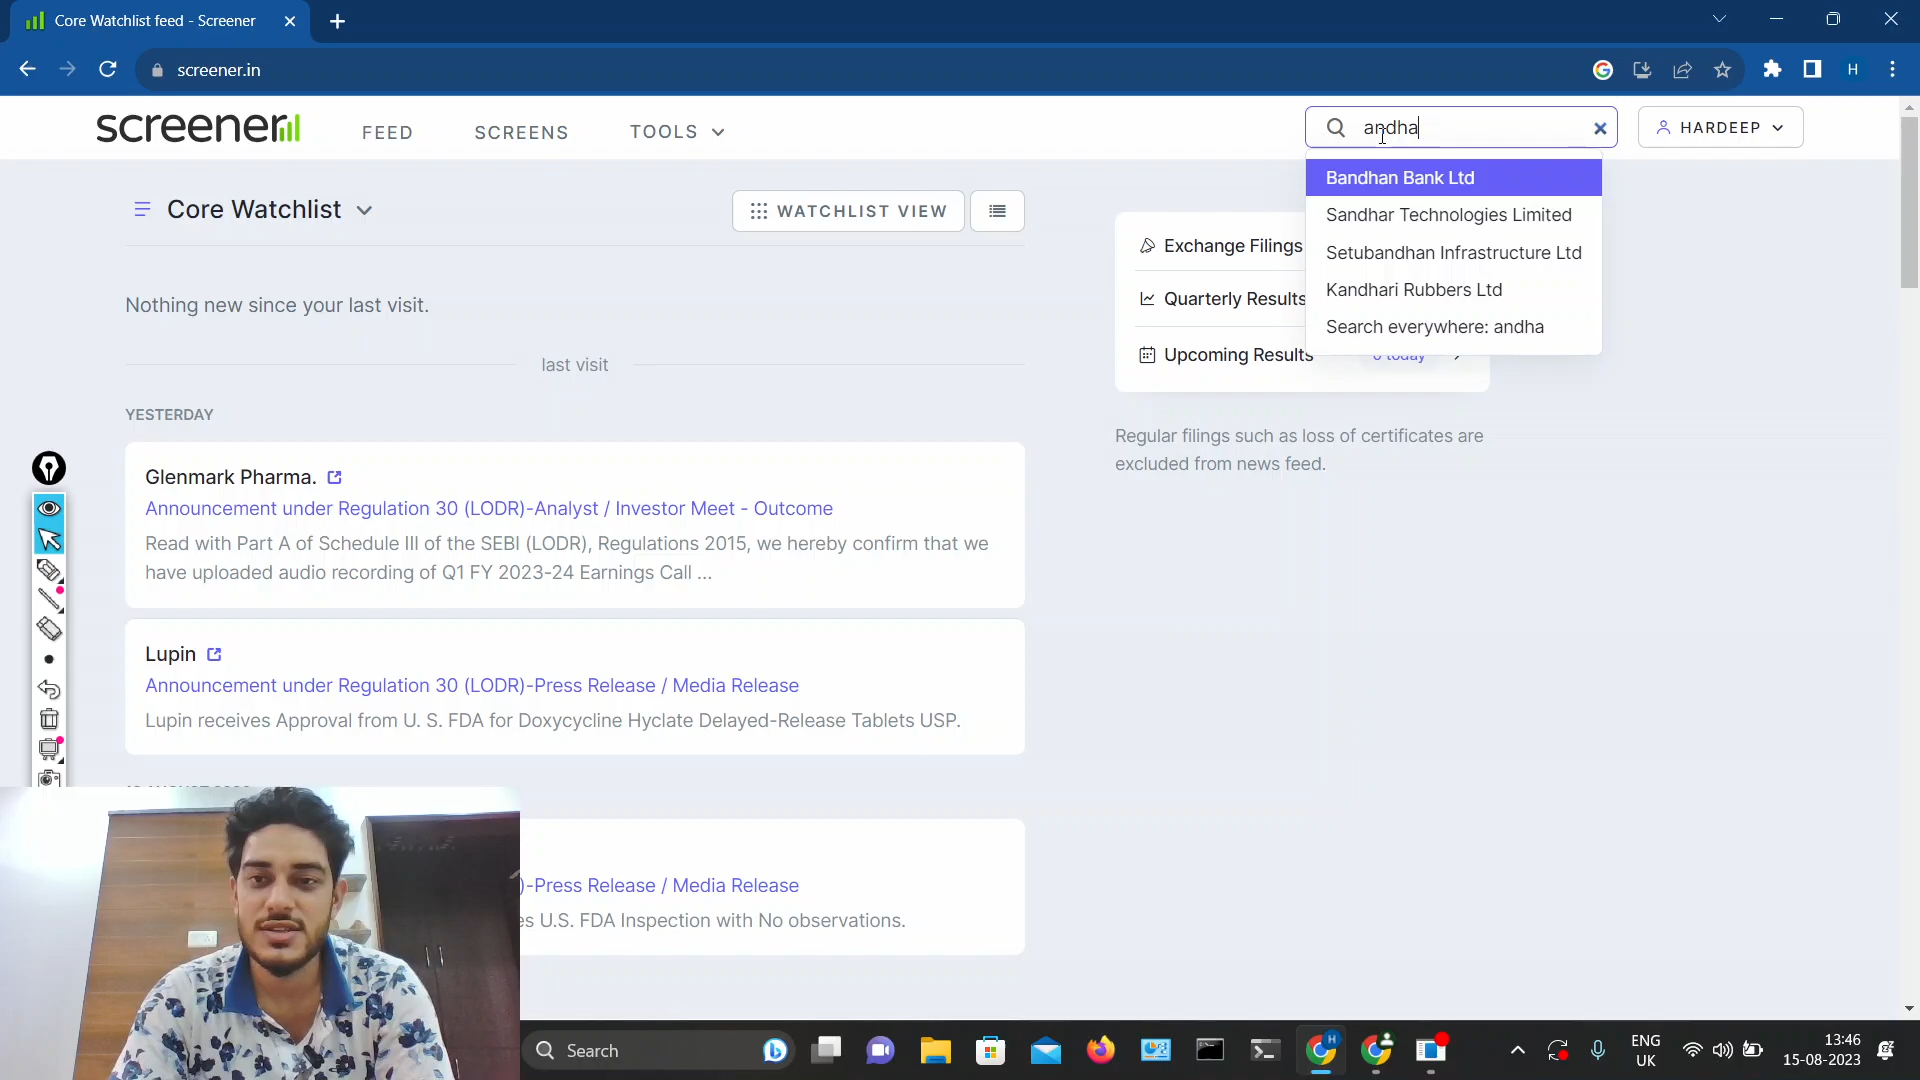 Core Watchlist feed - Screener
screener.in
H
screener
FEED
SCREENS
TOOLS
andha
HARDEEP
Bandhan Bank Ltd
Sandhar Technologies Limited
Setubandhan Infrastructure Ltd
Kandhari Rubbers Ltd
Search everywhere: andha
Core Watchlist
WATCHLIST VIEW
Exchange Filings
Quarterly Results
Upcoming Results
today
Regular filings such as loss of certificates are
excluded from news feed.
Nothing new since your last visit.
last visit
YESTERDAY
Glenmark Pharma.
Announcement under Regulation 30 (LODR)-Analyst / Investor Meet - Outcome
Read with Part A of Schedule III of the SEBI (LODR), Regulations 2015, we hereby confirm that we
have uploaded audio recording of Q1 FY 2023-24 Earnings Call ...
Lupin
Announcement under Regulation 30 (LODR)-Press Release / Media Release
Lupin receives Approval from U. S. FDA for Doxycycline Hyclate Delayed-Release Tablets USP.
)-Press Release / Media Release
es U.S. FDA Inspection with No observations.
Search
H
ENG
UK
13:46
15-08-2023